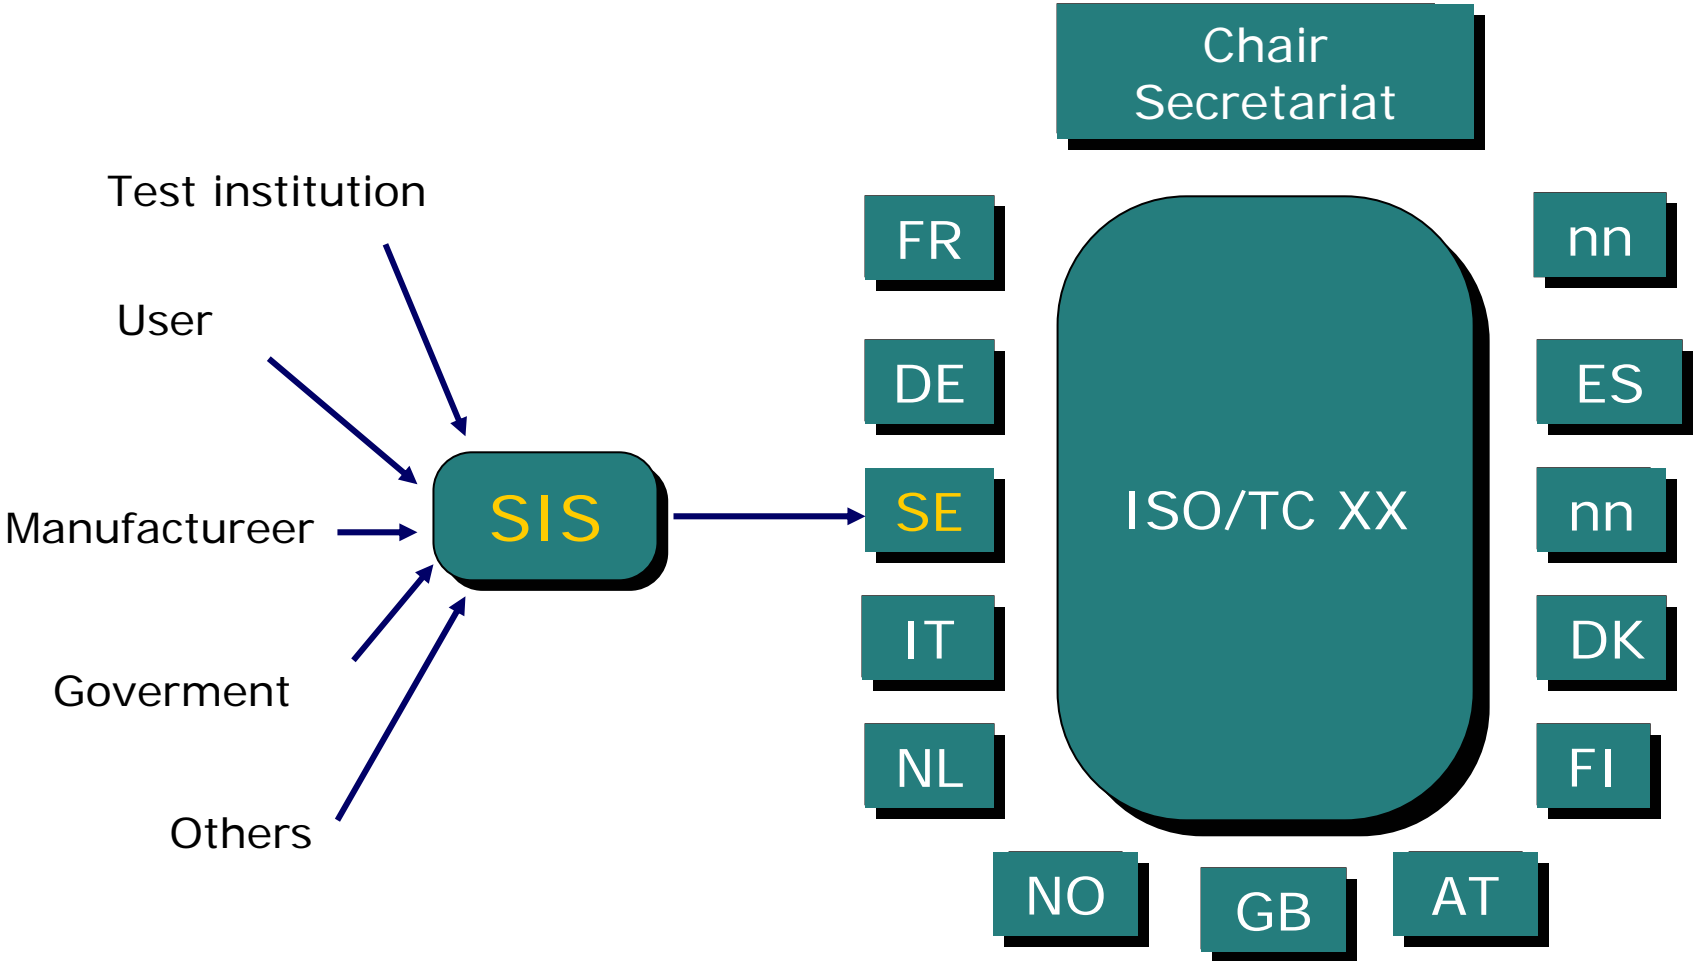 Chair
Secretariat
Test institution
User
Manufactureer
Goverment
Others
SIS
FR
DE
SE
IT
NL
ISO/TC XX
nn
ES
nn
DK
FI
NO
GB
AT